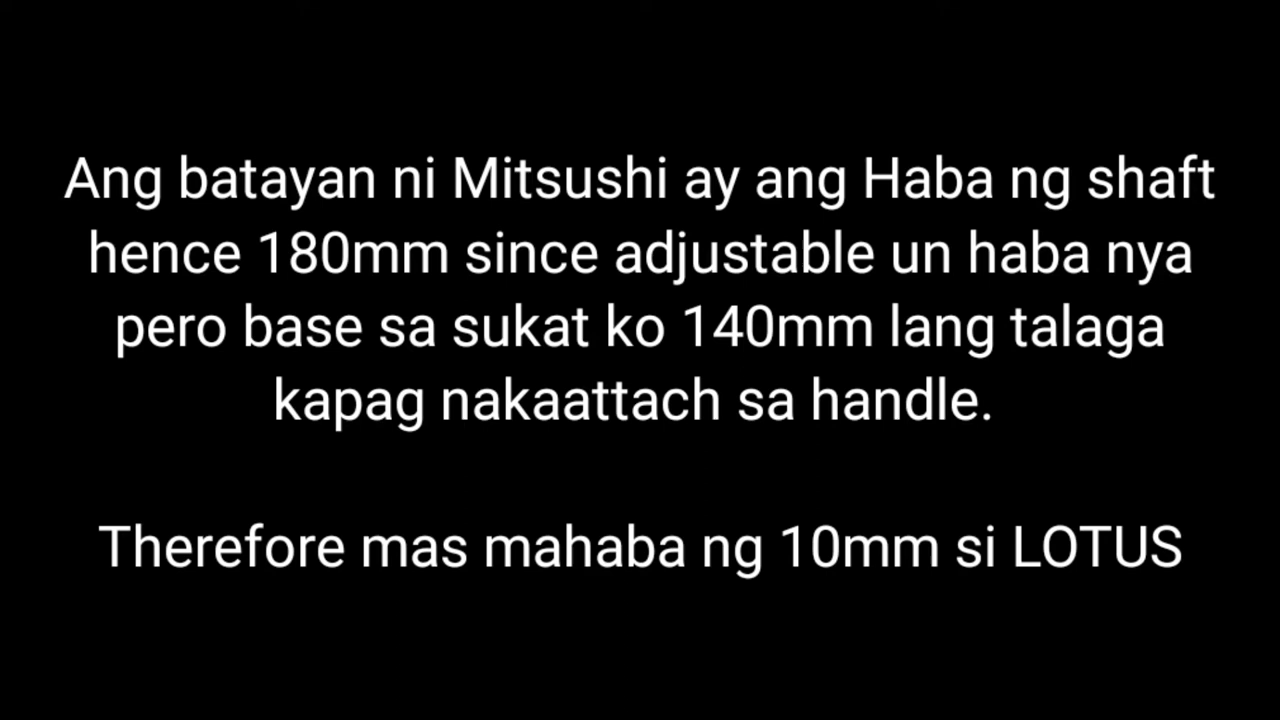 Ang batayan ni Mitsushi ay ang Haba ng shaft
hence 180mm since adjustable un haba nya
pero base sa sukat ko 140mm lang talaga
kapag nakaattach sa handle.
Therefore mas mahaba ng 10mm si LOTUS